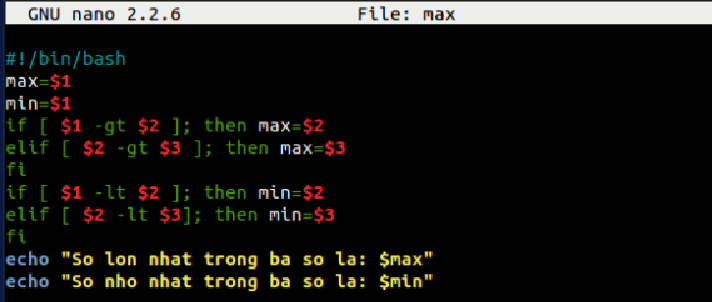 GNU nano 2.2.6 File: max
#!/bin/bash
max=$1
min=$1
if [ $1 -gt $2 ]; then max=$2
elif [ $2 -gt $3 ]; then max=$3
fi
if [ $1 -lt $2 ]; then min=$2
elif [ $2 -lt $3]; then min=$3
fi
echo "So lon nhat trong ba so la: $max"
echo "So nho nhat trong ba so la: $min"